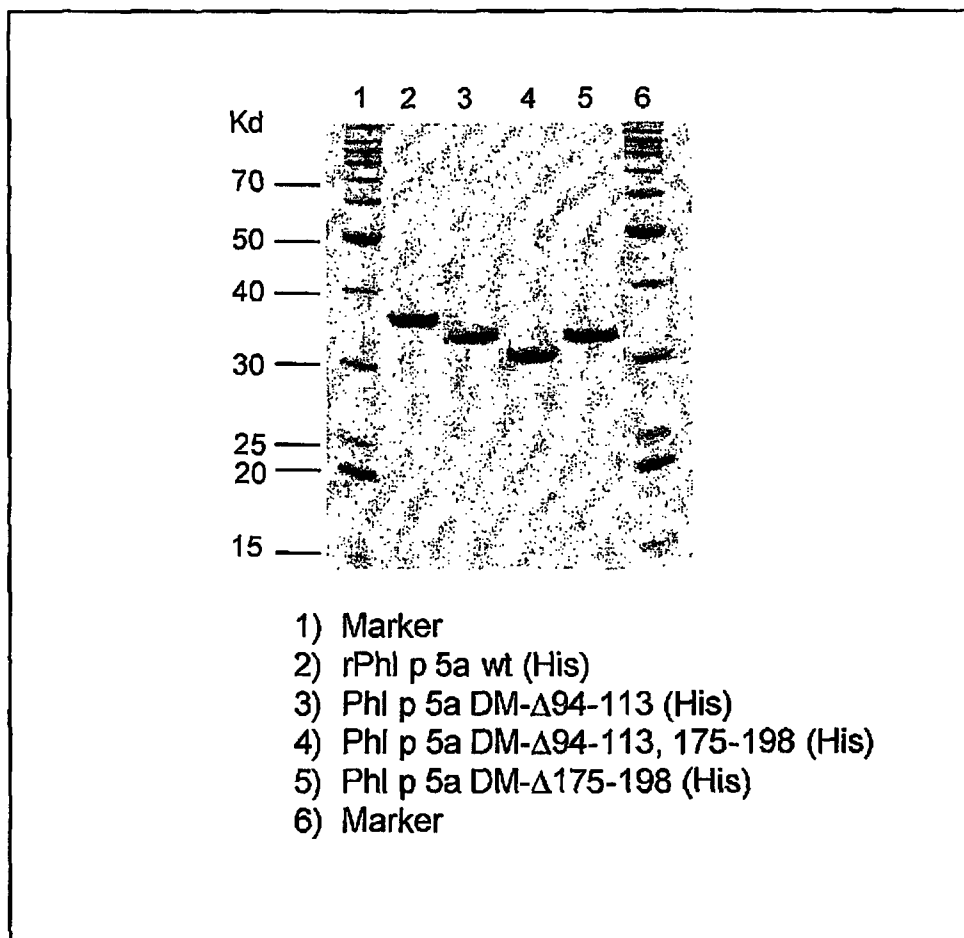 1 2 3 4 5 6
Kd
70
50
40
30
25
20
15
1) Marker
2) rPhl p 5a wt (His)
3) Phl p 5a DM-Δ94-113 (His)
4) Phl p 5a DM-Δ94-113, 175-198 (His)
5) Phl p 5a DM-Δ175-198 (His)
6) Marker